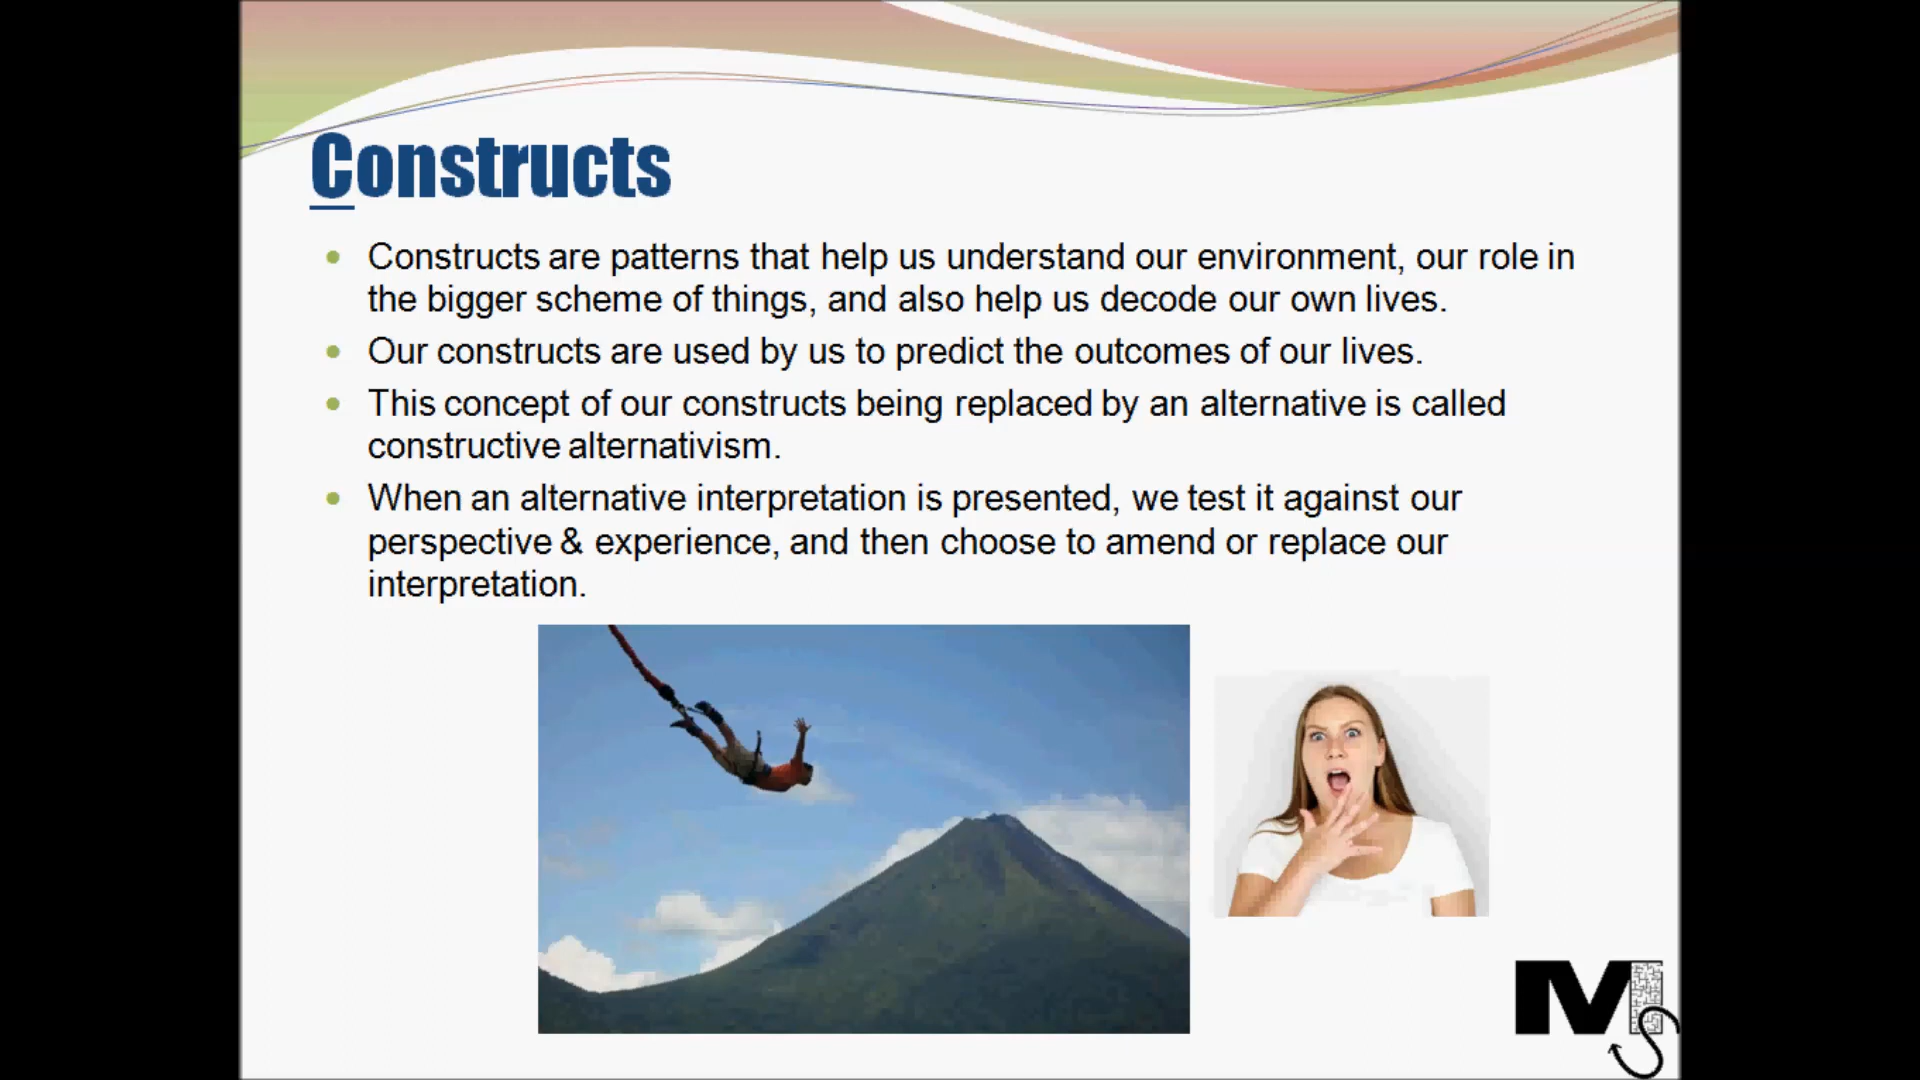 Constructs
Constructs are patterns that help us understand our environment, our role in
the bigger scheme of things, and also help us decode our own lives.
Our constructs are used by us to predict the outcomes of our lives.
This concept of our constructs being replaced by an alternative is called
constructive alternativism.
When an alternative interpretation is presented, we test it against our
perspective & experience, and then choose to amend or replace our
interpretation.